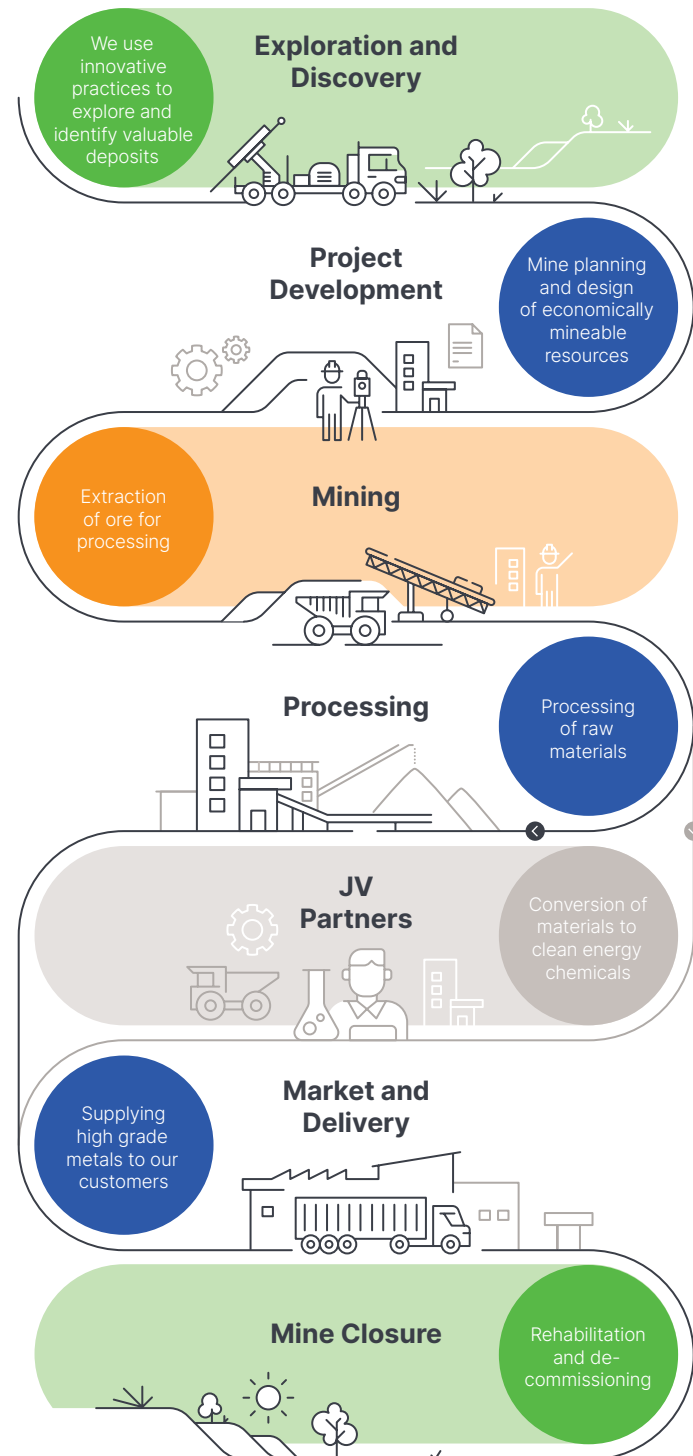 We use
innovative
practices to
explore and
identify valuable
deposits
Exploration and
Discovery
Project
Development
Mine planning
and design
of economically
mineable
resources
Extraction
of ore for
processing
Mining
Processing
Processing
of raw
materials
JV
Partners
Conversion of
materials to
clean energy
chemicals
Market and
Delivery
Supplying
high grade
metals to our
customers
Mine Closure
Rehabilitation
and de-
commissioning